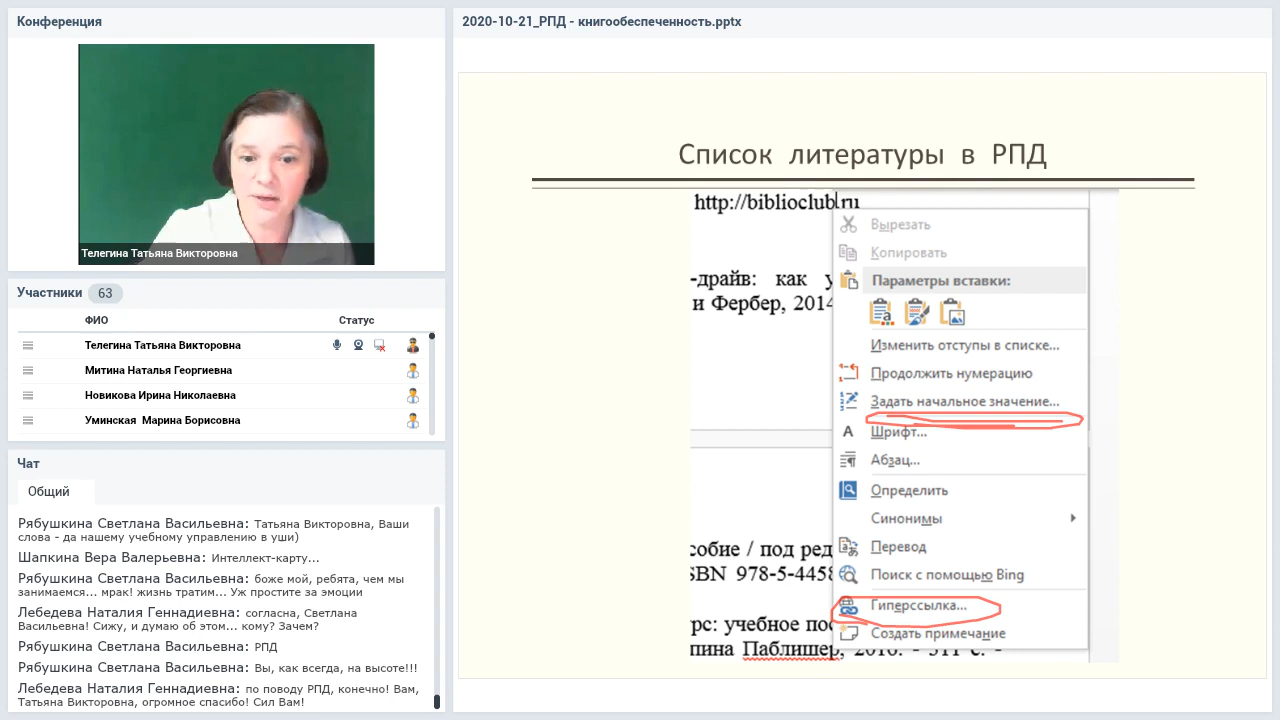 Конференция
Телегина Татьяна Викторовна
Участники 63
ФИО Статус
Телегина Татьяна Викторовна
Митина Наталья Георгиевна
Новикова Ирина Николаевна
Уминская Марина Борисовна
Чат
Общий
Рябушкина Светлана Васильевна: Татьяна Викторовна, Ваши
слова - да нашему учебному управлению в уши)
Шапкина Вера Валерьевна: Интеллект-карту...
Рябушкина Светлана Васильевна: боже мой, ребята, чем мы
занимаемся... мрак! жизнь тратим... Уж простите за эмоции
Лебедева Наталия Геннадиевна: согласна, Светлана
Васильевна! Сижу, и думаю об этом... кому? Зачем?
Рябушкина Светлана Васильевна: РПД
Рябушкина Светлана Васильевна: Вы, как всегда, на высоте!!!
Лебедева Наталия Геннадиевна: по поводу РПД, конечно! Вам,
Татьяна Викторовна, огромное спасибо! Сил Вам!
2020-10-21_РПД - книгообеспеченность.pptx
Список литературы в РПД
http://biblioclub.ru
-драйв: как у
и Фербер, 2014
собие / под ред
SBN 978-5-4458
рс: учебное пос
пина Паблишер, 2016. - 311 с. -
Вырезать
Копировать
Параметры вставки:
Изменить отступы в списке...
Продолжить нумерацию
Задать начальное значение...
Шрифт...
Абзац...
Определить
Синонимы
Перевод
Поиск с помощью Bing
Гиперссылка...
Создать примечание